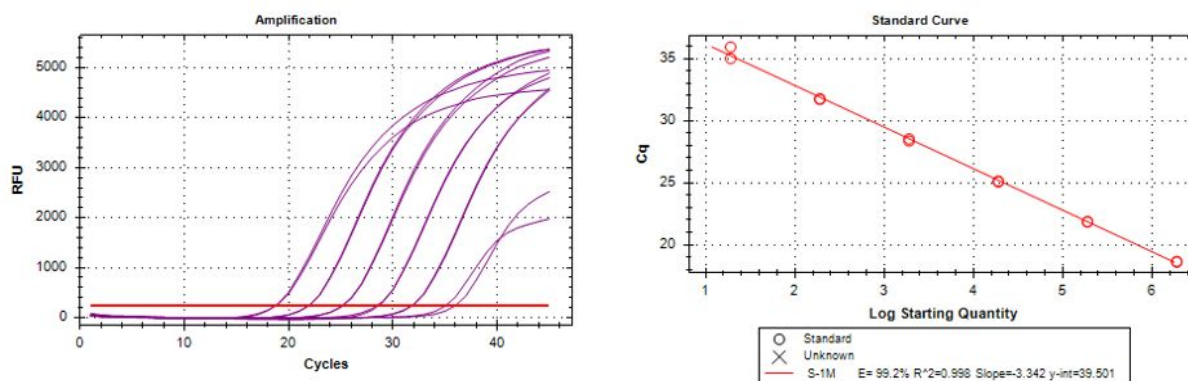 Amplification
RFU
5000
4000
3000
2000
1000
0
0 10 20 30 40
Cycles
Standard Curve
Cq
35
30
25
20
1 2 3 4 5 6
Log Starting Quantity
Standard
Unknown
S-1M E= 99.2% R^2=0.998 Slope=-3.342 y-int=39.501